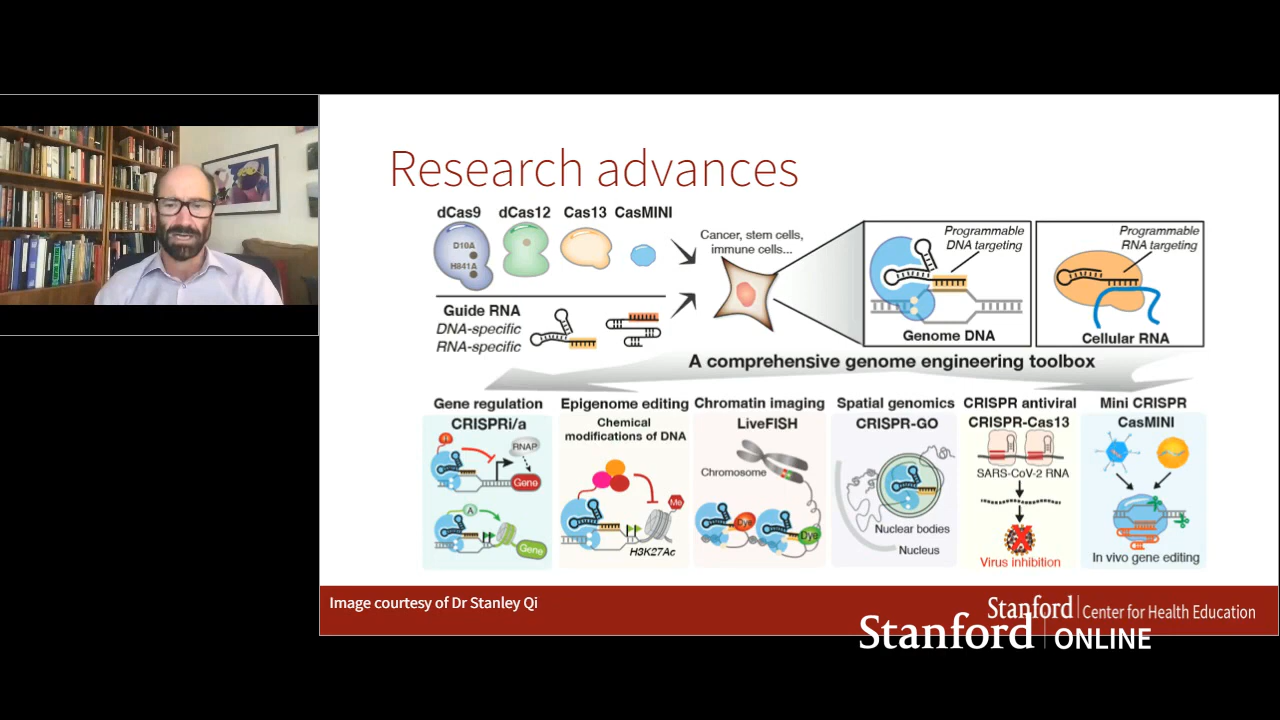 Research advances
dCas9 dCas12 Cas13 CasMINI
D10A
H841A
Guide RNA
DNA-specific
RNA-specific
Cancer, stem cells,
immune cells...
Programmable
DNA targeting
Genome DNA
Programmable
RNA targeting
Cellular RNA
A comprehensive genome engineering toolbox
Gene regulation
CRISPRi/a
R
RNAP
Gene
A
Gene
Epigenome editing
Chemical
modifications of DNA
Me
H3K27Ac
Chromatin imaging
LiveFISH
Chromosome
Dye
Dye
Spatial genomics
CRISPR-GO
Nuclear bodies
Nucleus
CRISPR antiviral
CRISPR-Cas13
SARS-CoV-2 RNA
Virus inhibition
Mini CRISPR
CasMINI
In vivo gene editing
Image courtesy of Dr Stanley Qi
Stanford Center for Health Education
Stanford ONLINE